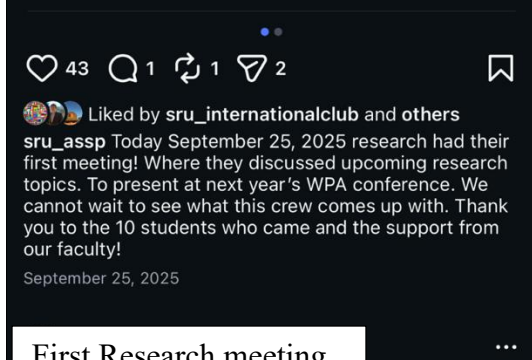 43 1 1 2
Liked by sru_internationalclub and others
sru_assp Today September 25, 2025 research had their
first meeting! Where they discussed upcoming research
topics. To present at next year's WPA conference. We
cannot wait to see what this crew comes up with. Thank
you to the 10 students who came and the support from
our faculty!
September 25, 2025
First Research meeting